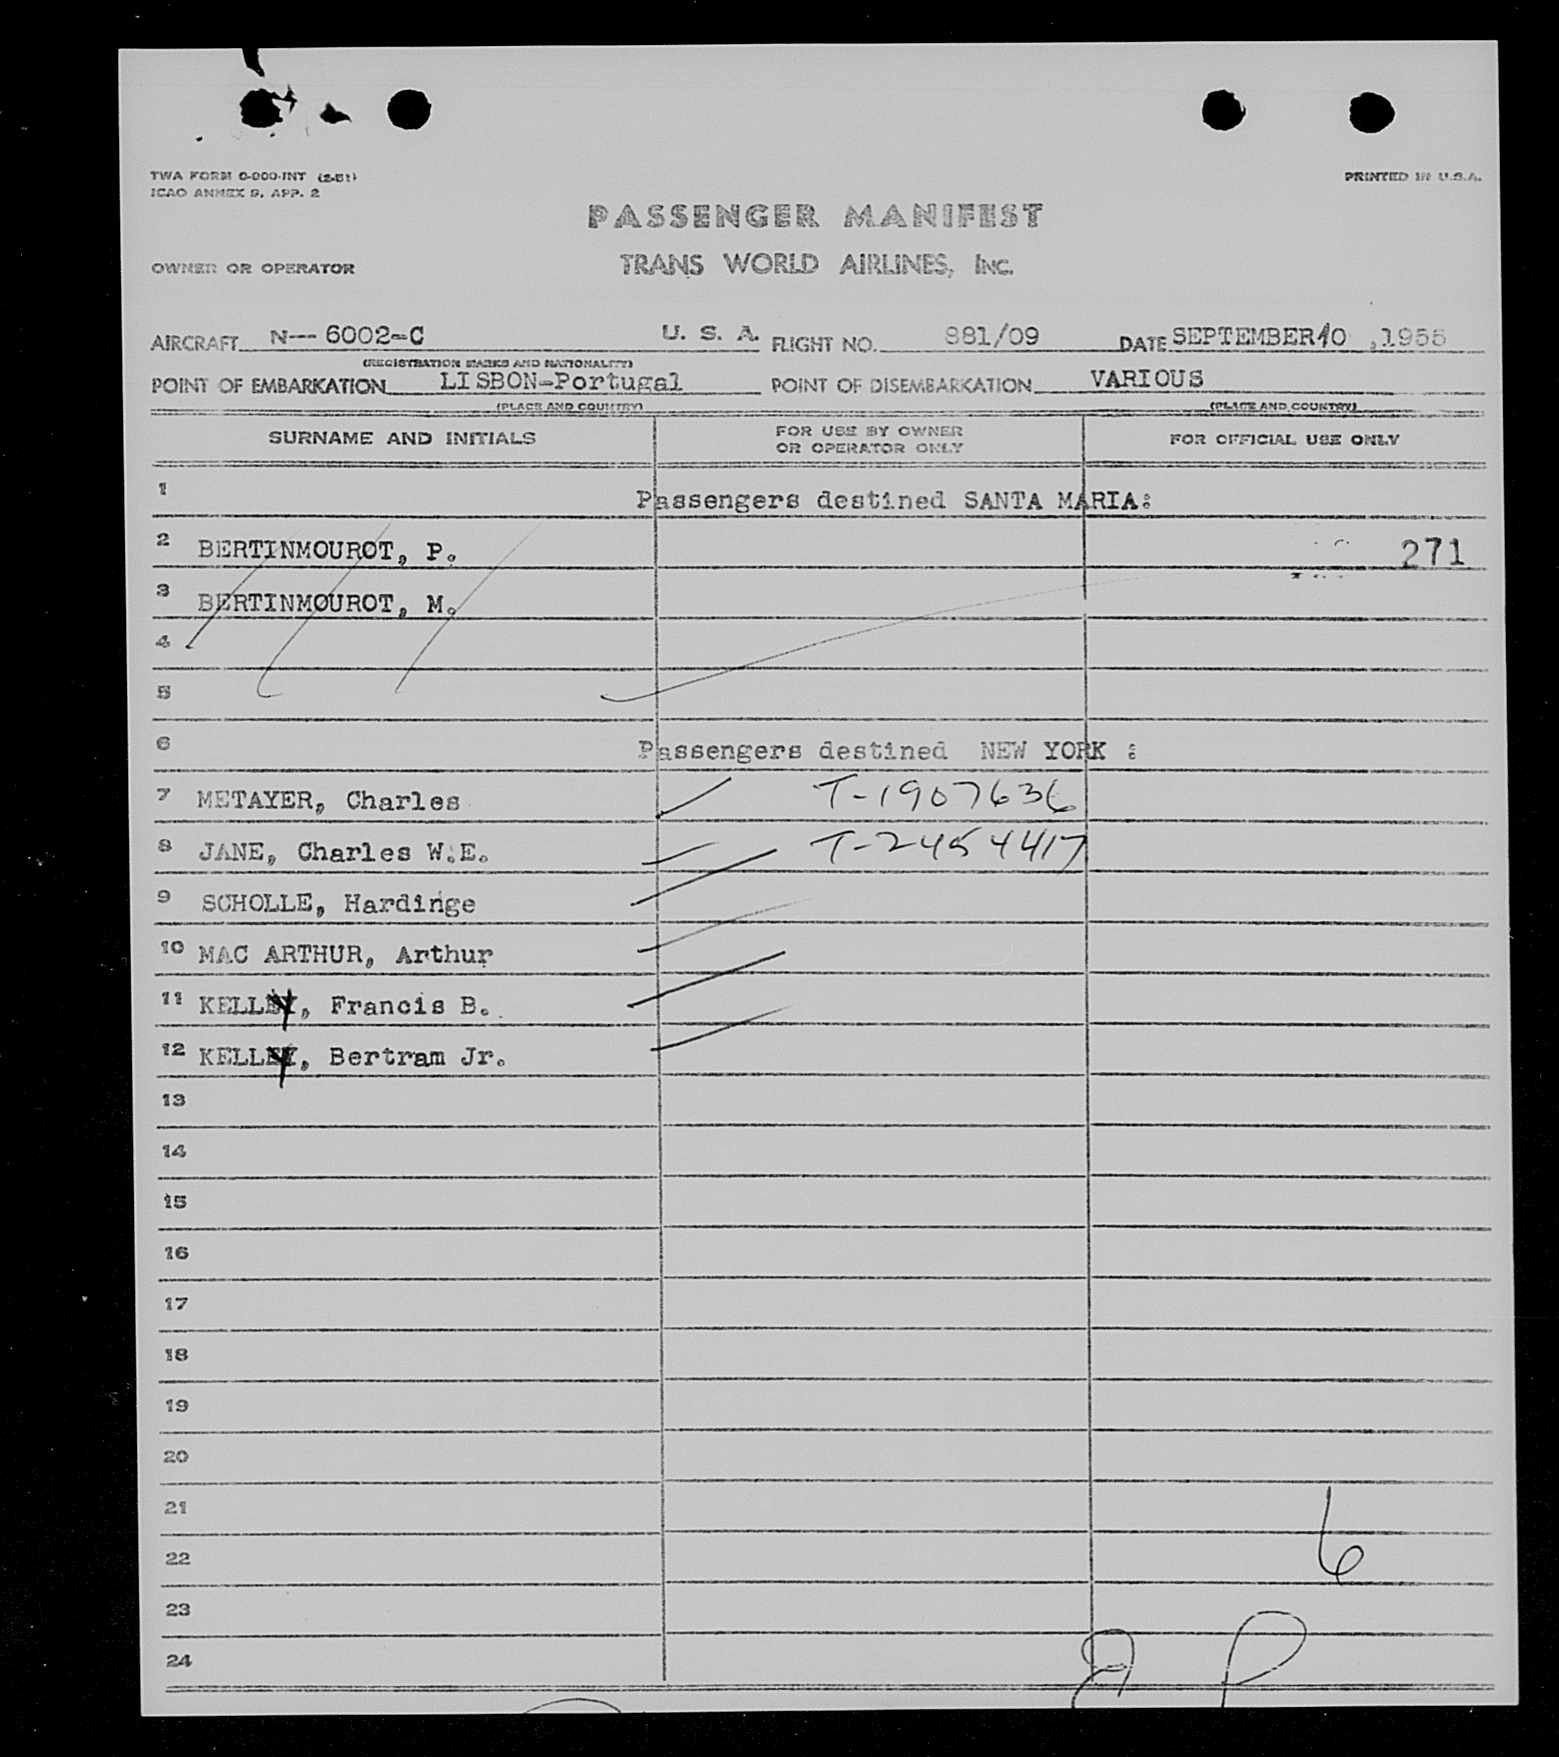 TWA FORM 0-000-INT (2-51)
ICAO ANNEX 9, APP. 2
PRINTED IN U.S.A.
PASSENGER MANIFEST
OWNER OR OPERATOR TRANS WORLD AIRLINES, Inc.
AIRCRAFT N--- 6002-C U. S. A. FLIGHT NO. 881/09 DATE SEPTEMBER 10, 1955
(REGISTRATION MARKS AND NATIONALITY)
POINT OF EMBARKATION LISBON-Portugal POINT OF DISEMBARKATION VARIOUS
(PLACE AND COUNTRY) (PLACE AND COUNTRY)
SURNAME AND INITIALS FOR USE BY OWNER OR OPERATOR ONLY FOR OFFICIAL USE ONLY
1 Passengers destined SANTA MARIA:
2 BERTINMOUROT, P. 271
3 BERTINMOUROT, M.
4
5
6 Passengers destined NEW YORK :
7 METAYER, Charles T-1907636
8 JANE, Charles W.E. T-2454417
9 SCHOLLE, Hardinge
10 MAC ARTHUR, Arthur
11 KELLY, Francis B.
12 KELLY, Bertram Jr.
13
14
15
16
17
18
19
20
21
22 6
23
24